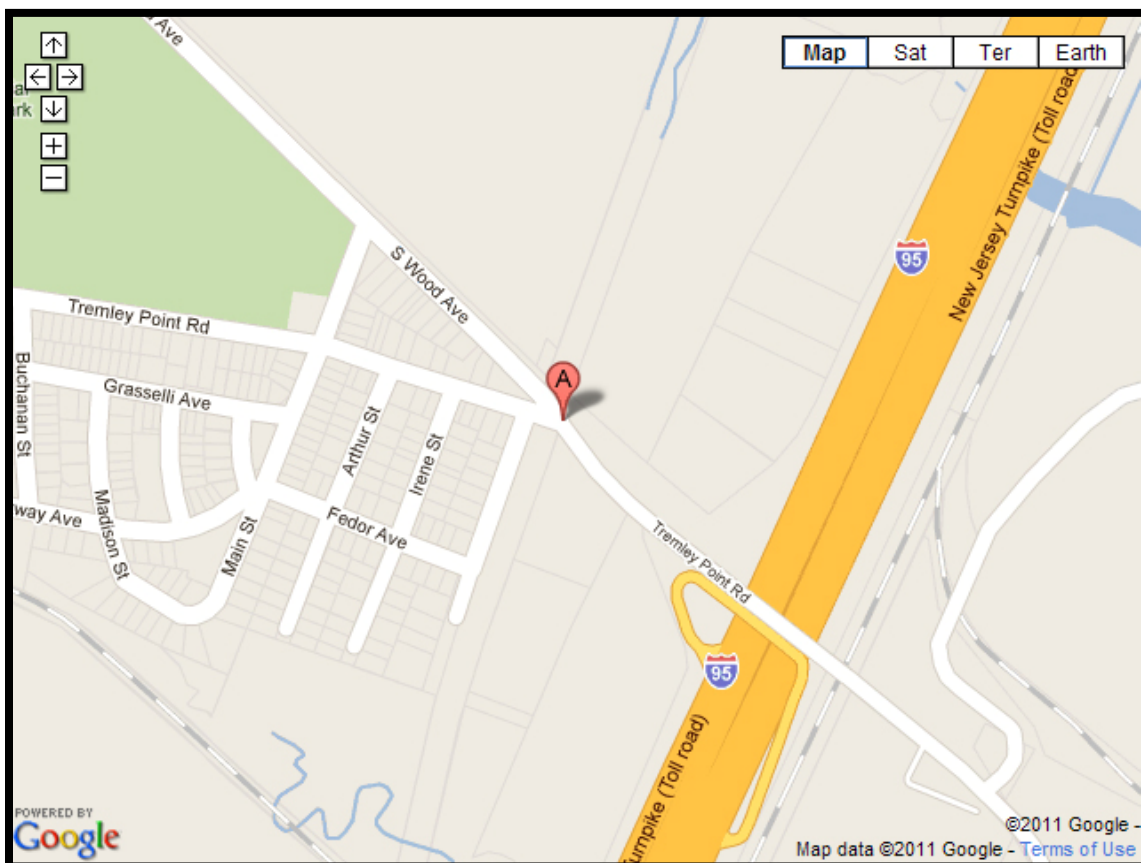 Ave
Map Sat Ter Earth
ark
New Jersey Turnpike (Toll road)
95
S Wood Ave
Tremley Point Rd
Buchanan St
Grasselli Ave
A
Arthur St
Irene St
way Ave
Madison St
Main St
Fedor Ave
Tremley Point Rd
95
Turnpike (Toll road)
POWERED BY
Google
©2011 Google -
Map data ©2011 Google - Terms of Use